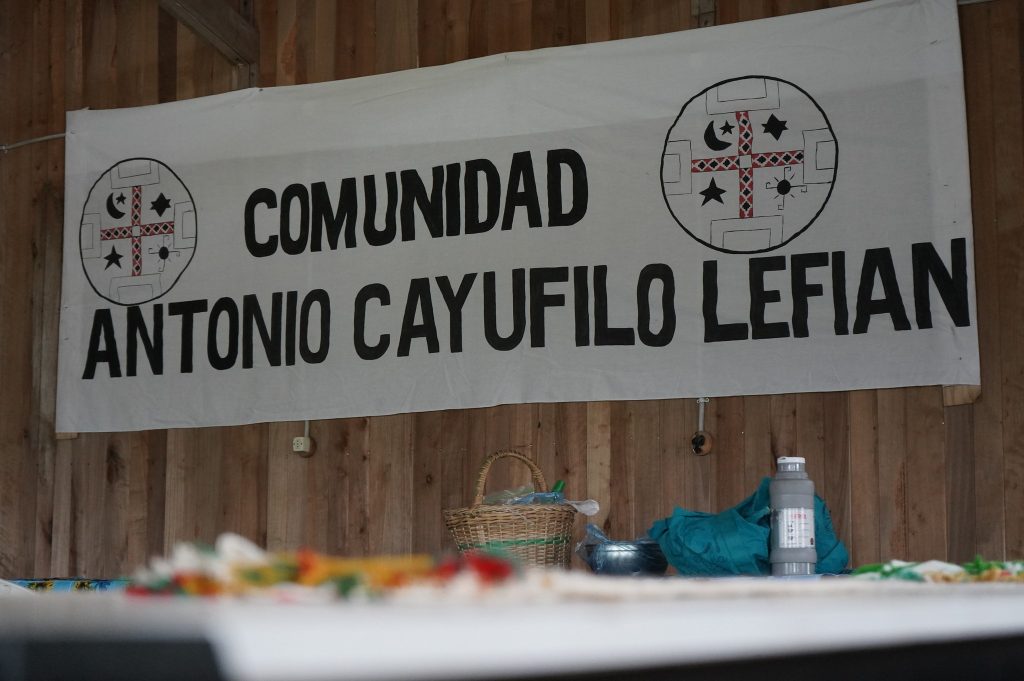 COMUNIDAD
ANTONIO CAYUFILO LEFIAN